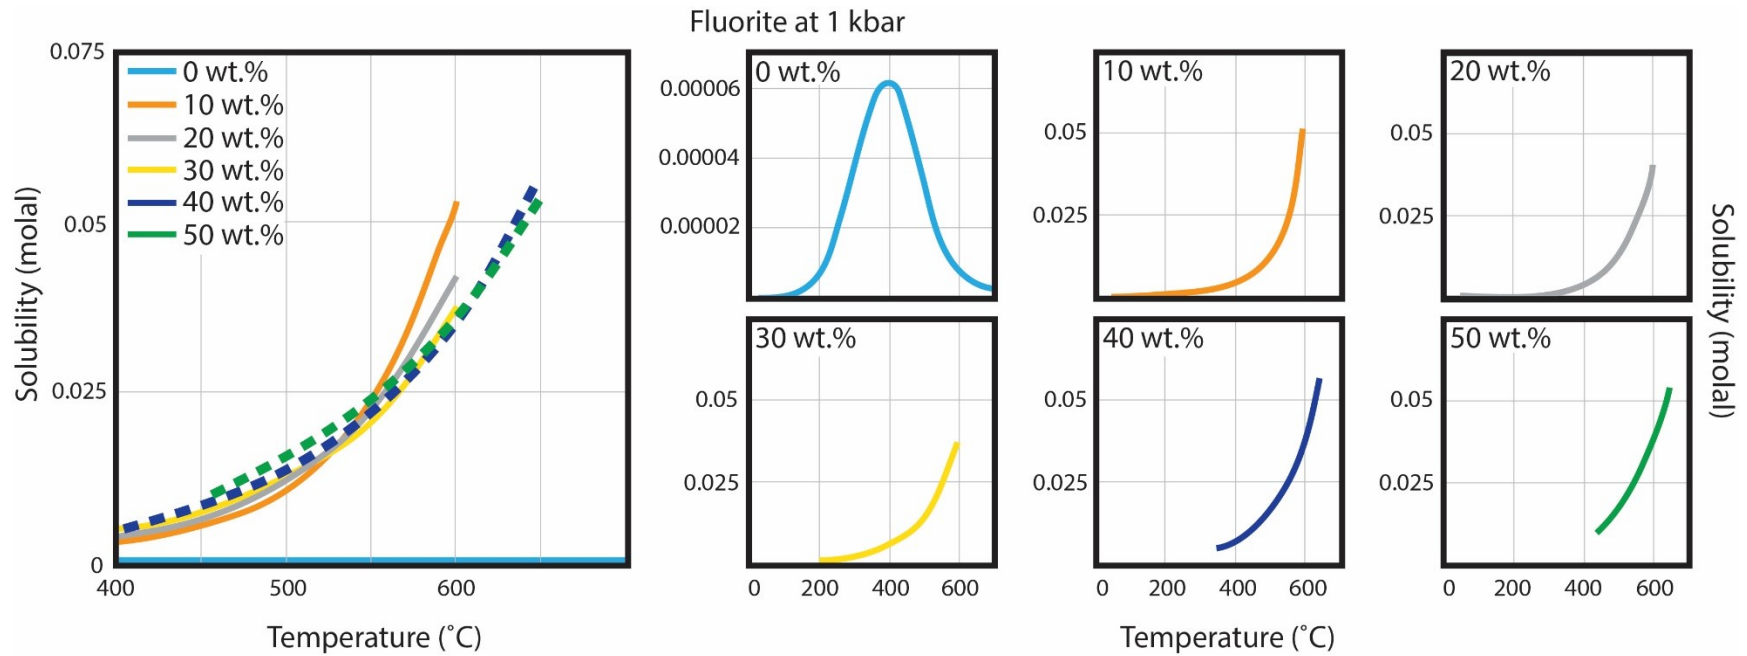 Fluorite at 1 kbar
0.075
0.05
0.025
0
Solubility (molal)
0 wt.%
10 wt.%
20 wt.%
30 wt.%
40 wt.%
50 wt.%
400
500
600
Temperature (˚C)
0 wt.%
0.00006
0.00004
0.00002
10 wt.%
0.05
0.025
20 wt.%
0.05
0.025
30 wt.%
0.05
0.025
0 200 400 600
40 wt.%
0.05
0.025
0 200 400 600
50 wt.%
0.05
0.025
0 200 400 600
Temperature (˚C)
Solubility (molal)